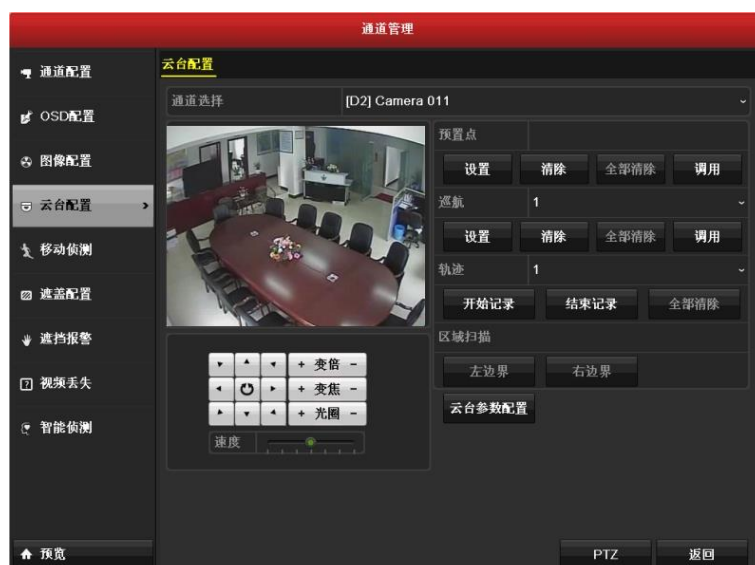 通道管理
通道配置
OSD配置
图像配置
云台配置
移动侦测
遮盖配置
遮挡报警
视频丢失
智能侦测
预览
云台配置
通道选择 [D2] Camera 011
预置点
设置 清除 全部清除 调用
巡航 1
设置 清除 全部清除 调用
轨迹 1
开始记录 结束记录 全部清除
区域扫描
左边界 右边界
云台参数配置
+ 变倍 -
+ 变焦 -
+ 光圈 -
速度
PTZ 返回